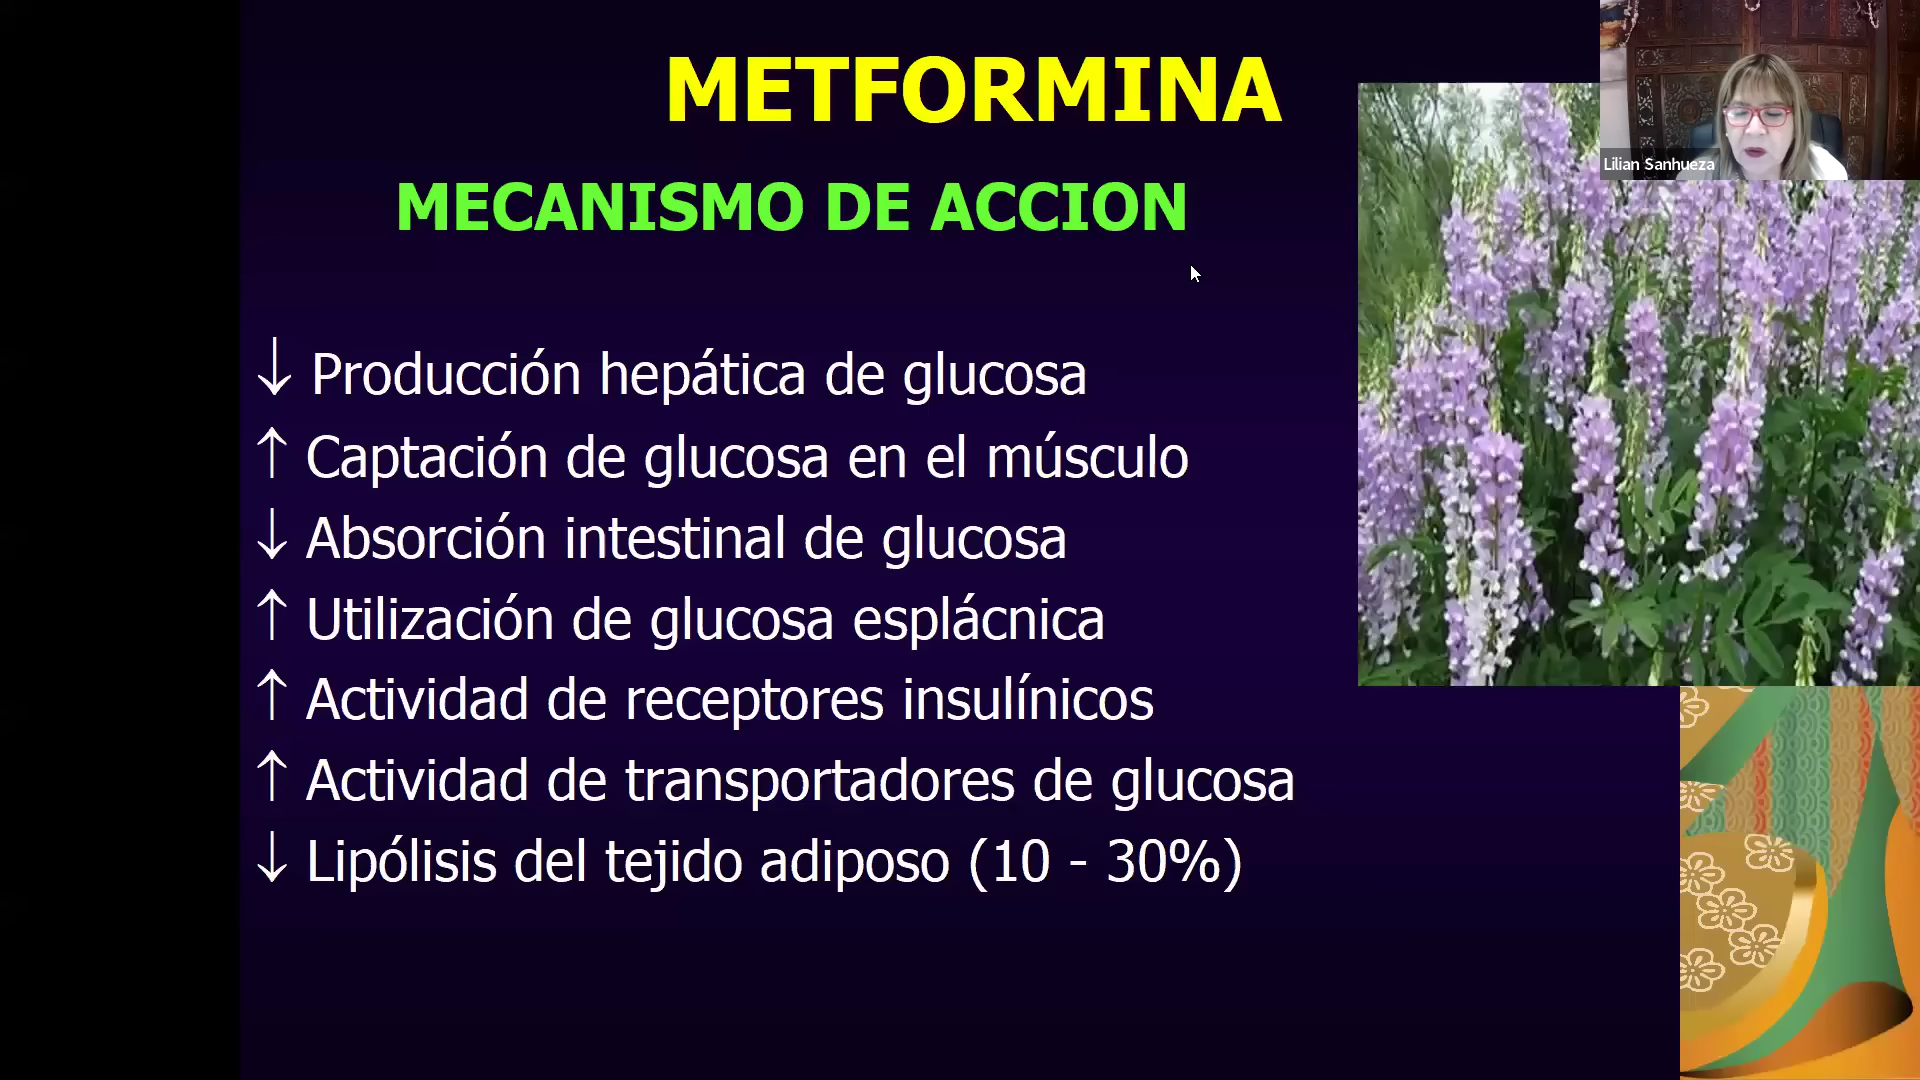 METFORMINA
Lilian Sanhueza
MECANISMO DE ACCION
↓ Producción hepática de glucosa
↑ Captación de glucosa en el músculo
↓ Absorción intestinal de glucosa
↑ Utilización de glucosa esplácnica
↑ Actividad de receptores insulínicos
↑ Actividad de transportadores de glucosa
↓ Lipólisis del tejido adiposo (10 - 30%)